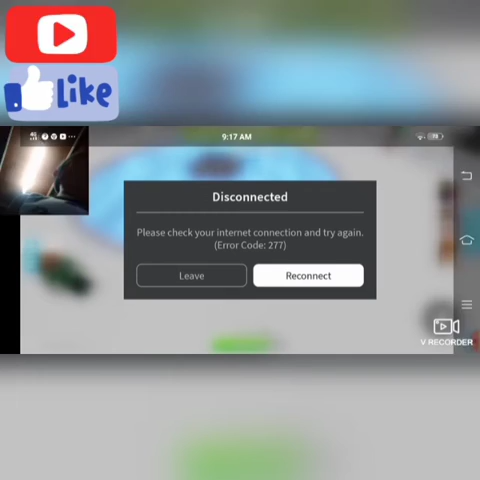 Like
9:17 AM
Disconnected
Please check your internet connection and try again.
(Error Code: 277)
Leave
Reconnect
V RECORDER